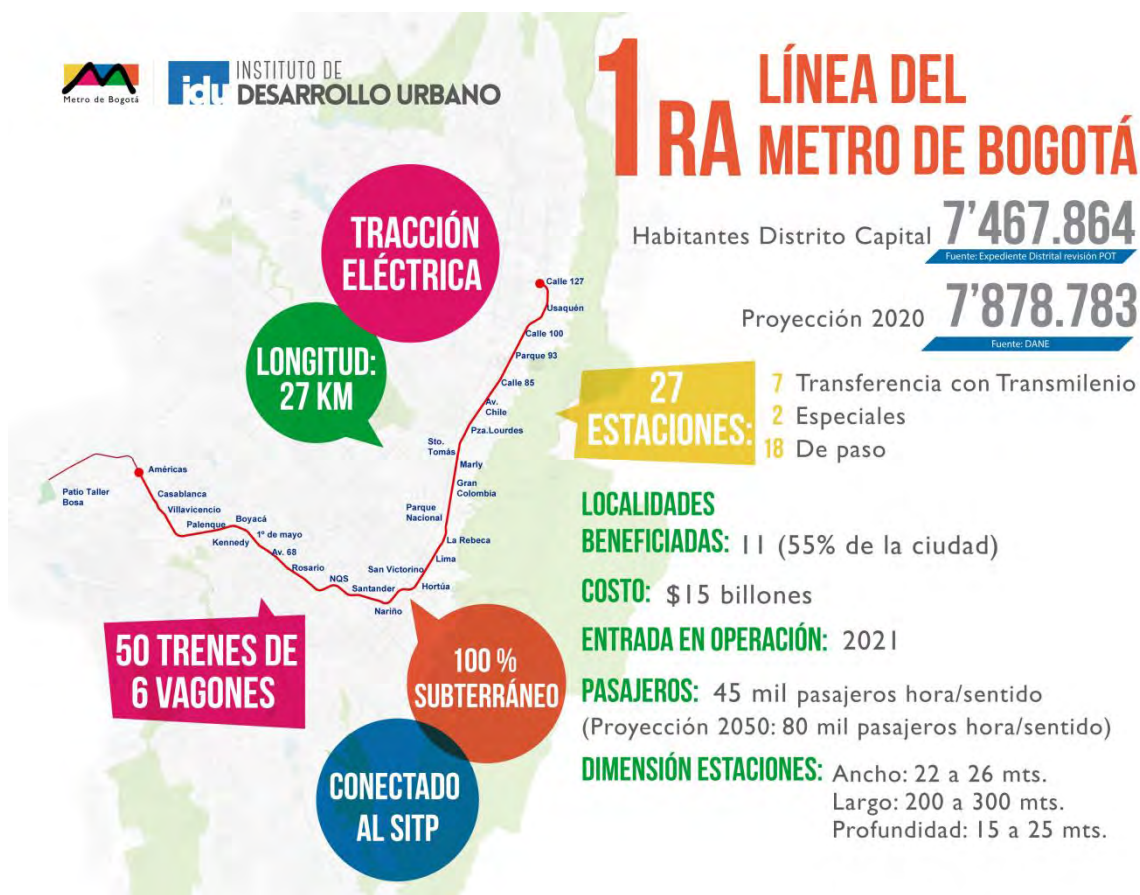 Metro de Bogotá
idu
INSTITUTO DE
DESARROLLO URBANO
1RA
LÍNEA DEL
METRO DE BOGOTÁ
Habitantes Distrito Capital 7’467.864
Fuente: Expediente Distrital revisión POT
Proyección 2020 7’878.783
Fuente: DANE
TRACCIÓN
ELÉCTRICA
LONGITUD:
27 KM
Calle 127
Usaquén
Calle 100
Parque 93
Calle 85
Av.
Chile
Pza.Lourdes
Sto.
Tomás
Marly
Gran
Colombia
Parque
Nacional
La Rebeca
Lima
San Victorino
Hortúa
Nariño
Santander
NQS
Rosario
Av. 68
1º de mayo
Boyacá
Kennedy
Palenque
Villavicencio
Casablanca
Américas
Patio Taller
Bosa
27
ESTACIONES:
7 Transferencia con Transmilenio
2 Especiales
18 De paso
50 TRENES DE
6 VAGONES
100 %
SUBTERRÁNEO
CONECTADO
AL SITP
LOCALIDADES
BENEFICIADAS: 11 (55% de la ciudad)
COSTO: $15 billones
ENTRADA EN OPERACIÓN: 2021
PASAJEROS: 45 mil pasajeros hora/sentido
(Proyección 2050: 80 mil pasajeros hora/sentido)
DIMENSIÓN ESTACIONES: Ancho: 22 a 26 mts.
Largo: 200 a 300 mts.
Profundidad: 15 a 25 mts.